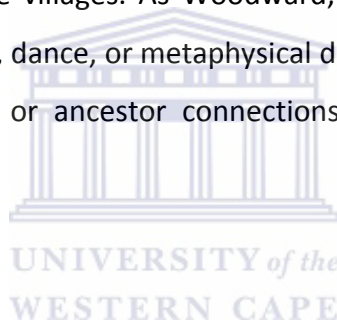 e villages. As Woodward,
, dance, or metaphysical d
or ancestor connections
UNIVERSITY of the
WESTERN CAPE